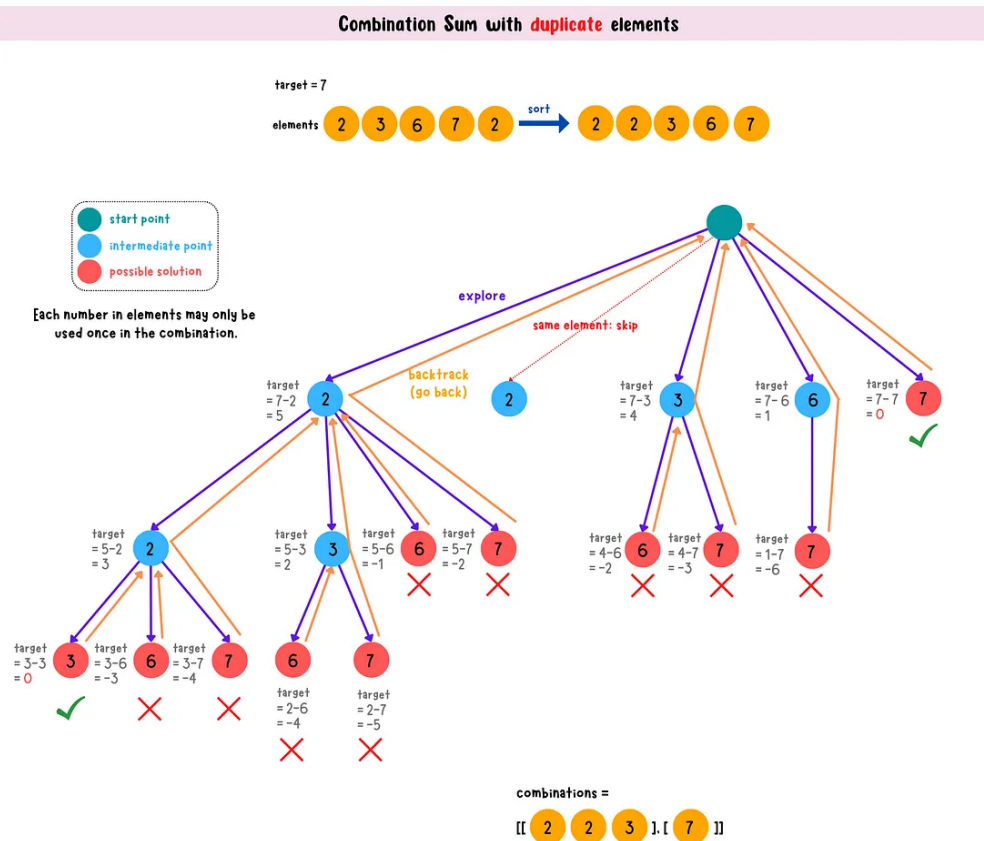 Combination Sum with duplicate elements
target = 7
elements 2 3 6 7 2 sort 2 2 3 6 7
start point
intermediate point
possible solution
Each number in elements may only be
used once in the combination.
explore
same element: skip
backtrack
(go back)
target
= 7-2
= 5
2
2
target
= 7-3
= 4
3
target
= 7-6
= 1
6
target
= 7-7
= 0
7
target
= 5-2
= 3
2
target
= 5-3
= 2
3
target
= 5-6
= -1
6
target
= 5-7
= -2
7
target
= 4-6
= -2
6
target
= 4-7
= -3
7
target
= 1-7
= -6
7
target
= 3-3
= 0
3
target
= 3-6
= -3
6
target
= 3-7
= -4
7
6
target
= 2-6
= -4
7
target
= 2-7
= -5
combinations =
[[ 2 2 3 ], [ 7 ]]